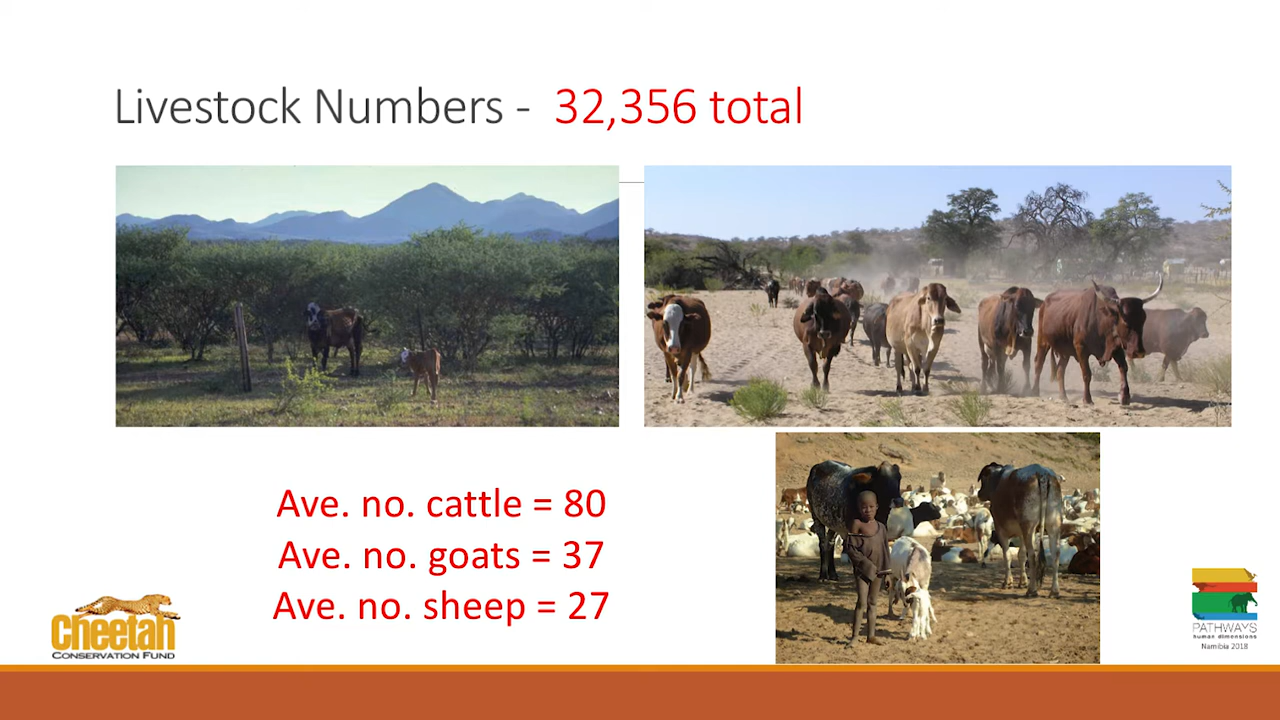 Livestock Numbers - 32,356 total
Ave. no. cattle = 80
Ave. no. goats = 37
Ave. no. sheep = 27
Cheetah
CONSERVATION FUND
PATHWAYS
human dimensions
Namibia 2018